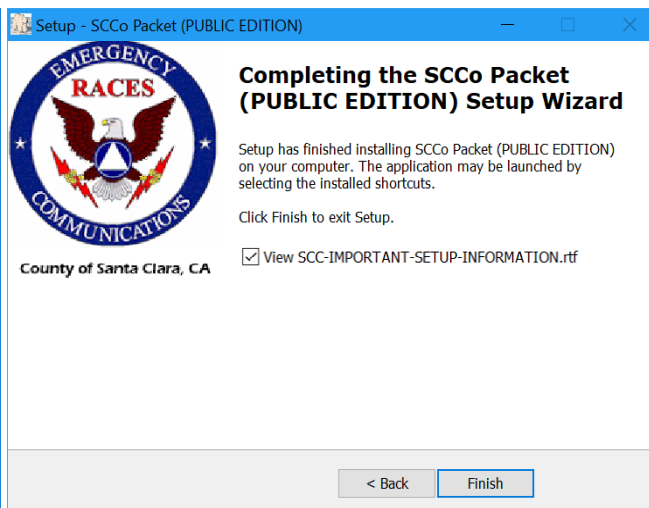 Setup - SCCo Packet (PUBLIC EDITION)
EMERGENCY
RACES
COMMUNICATIONS
County of Santa Clara, CA
Completing the SCCo Packet
(PUBLIC EDITION) Setup Wizard
Setup has finished installing SCCo Packet (PUBLIC EDITION)
on your computer. The application may be launched by
selecting the installed shortcuts.
Click Finish to exit Setup.
View SCC-IMPORTANT-SETUP-INFORMATION.rtf
< Back
Finish